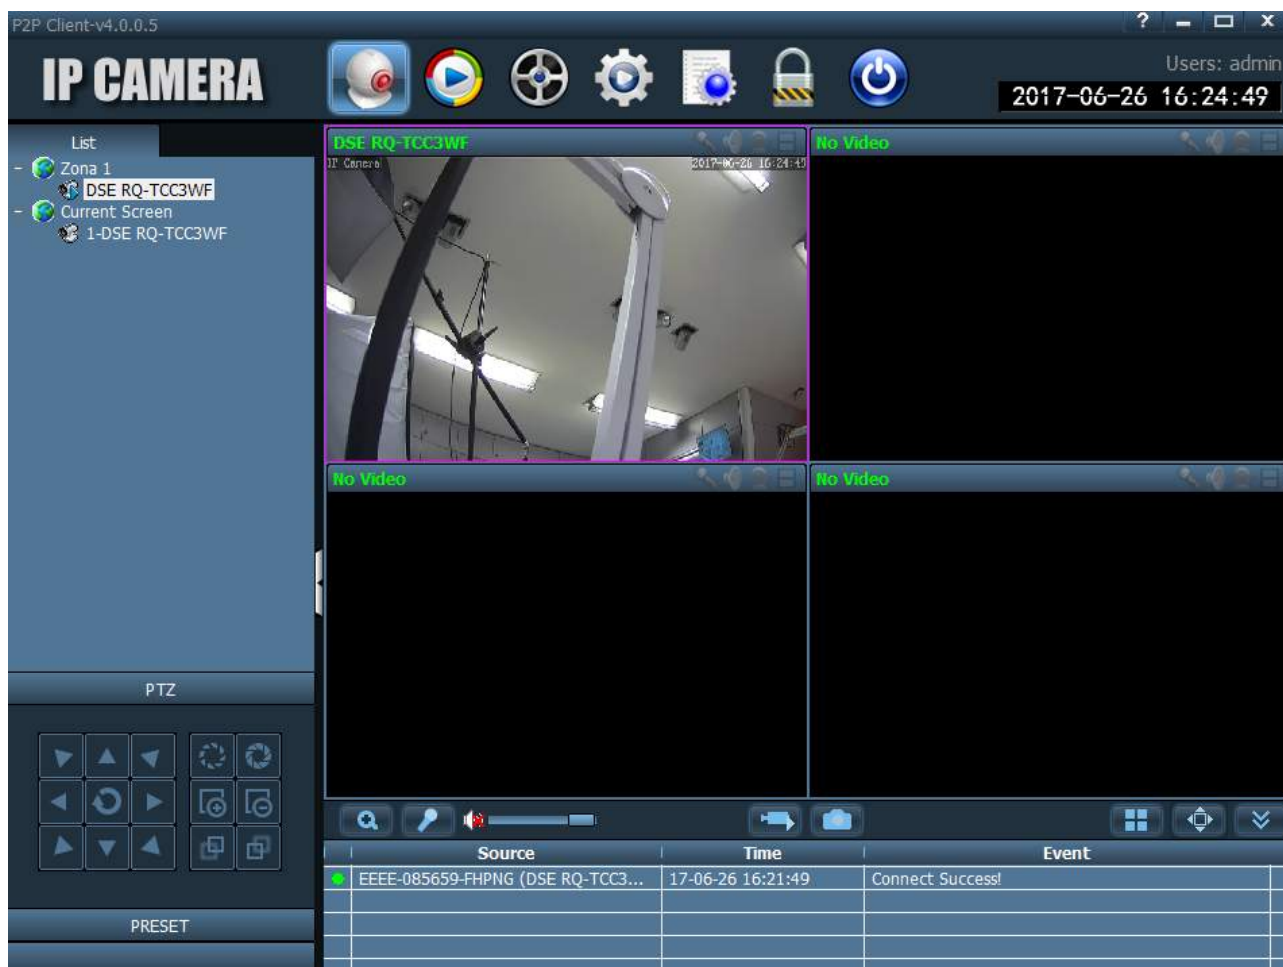 P2P Client-v4.0.0.5
?
IP CAMERA
Users: admin
2017-06-26 16:24:49
List
Zona 1
DSE RQ-TCC3WF
Current Screen
1-DSE RQ-TCC3WF
DSE RQ-TCC3WF
No Video
IP Camera
2017-06-26 16:24:49
No Video
No Video
PTZ
Source Time Event
EEEE-085659-FHPNG (DSE RQ-TCC3... 17-06-26 16:21:49 Connect Success!
PRESET